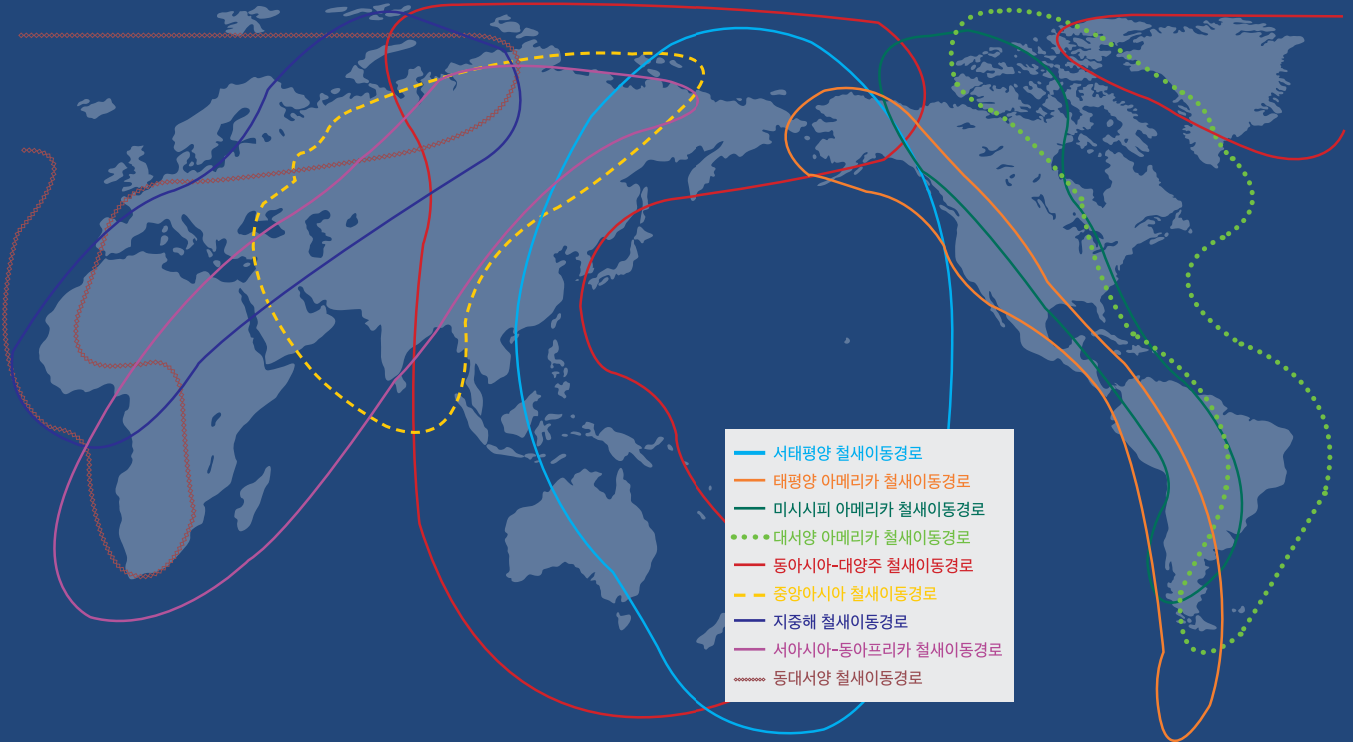 서태평양 철새이동경로
태평양 아메리카 철새이동경로
미시시피 아메리카 철새이동경로
대서양 아메리카 철새이동경로
동아시아-대양주 철새이동경로
중앙아시아 철새이동경로
지중해 철새이동경로
서아시아-동아프리카 철새이동경로
동대서양 철새이동경로